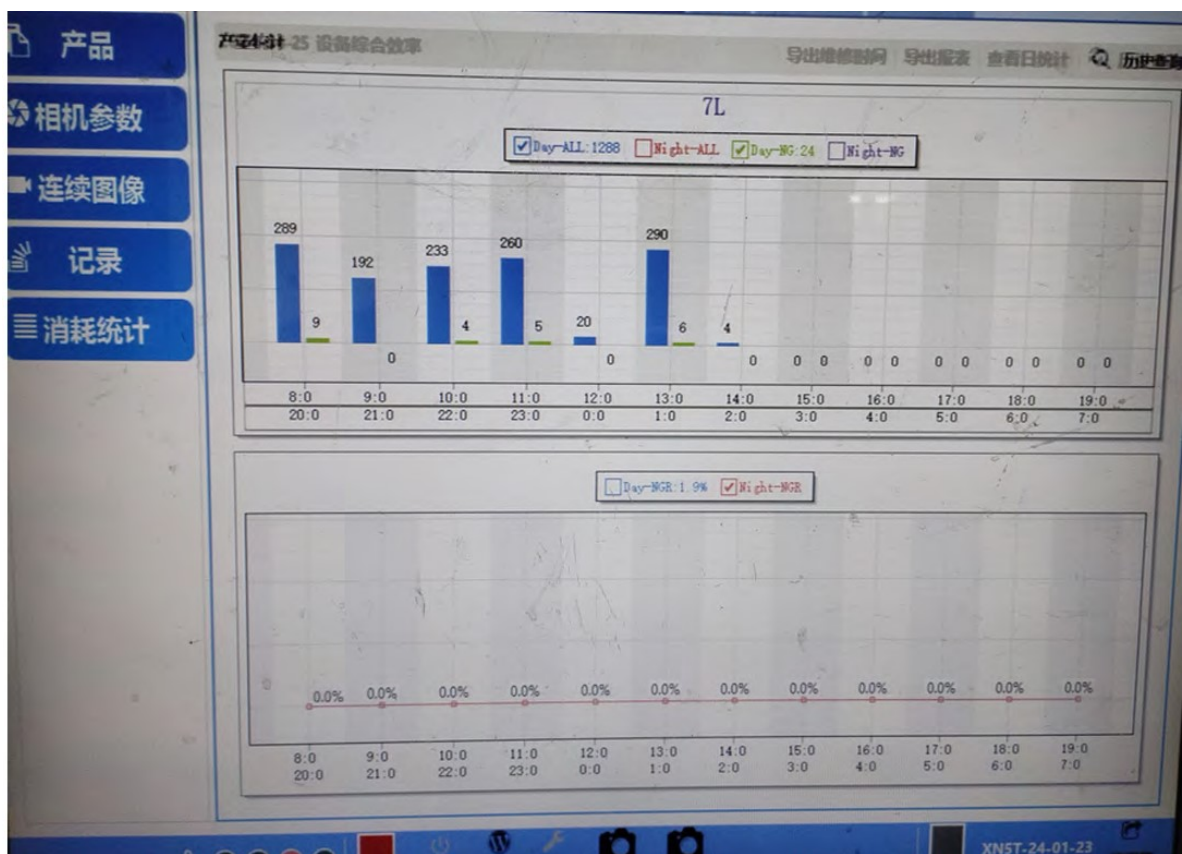 产品
相机参数
连续图像
记录
消耗统计
-25 设备综合效率
导出维修时间 导出报表 查看日统计 历史查询
7L
Day-ALL:1288 Night-ALL Day-NG:24 Night-NG
289 192 233 260 20 290 4
9 0 4 5 0 6 0 0 0 0 0 0 0 0 0 0 0
8:0 9:0 10:0 11:0 12:0 13:0 14:0 15:0 16:0 17:0 18:0 19:0
20:0 21:0 22:0 23:0 0:0 1:0 2:0 3:0 4:0 5:0 6:0 7:0
Day-NGR:1.9% Night-NGR
0.0% 0.0% 0.0% 0.0% 0.0% 0.0% 0.0% 0.0% 0.0% 0.0% 0.0% 0.0%
8:0 9:0 10:0 11:0 12:0 13:0 14:0 15:0 16:0 17:0 18:0 19:0
20:0 21:0 22:0 23:0 0:0 1:0 2:0 3:0 4:0 5:0 6:0 7:0
XN5T-24-01-23